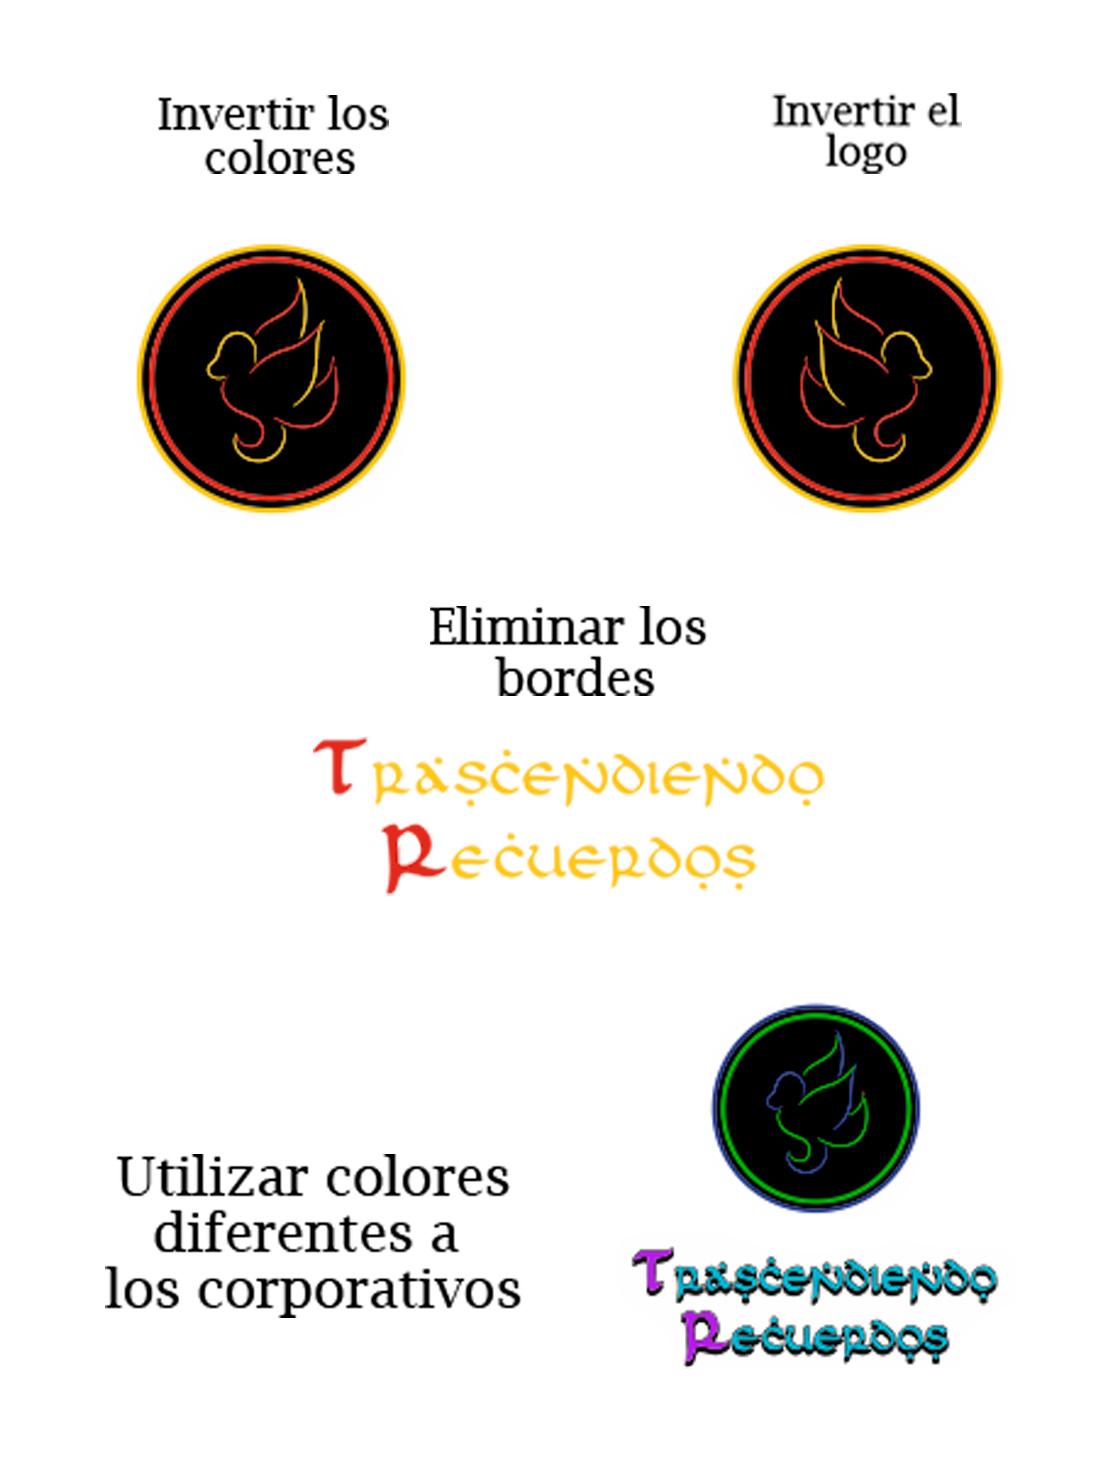 Invertir los
colores
Invertir el
logo
Eliminar los
bordes
Trascendiendo
Recuerdos
Utilizar colores
diferentes a
los corporativos
Trascendiendo
Recuerdos